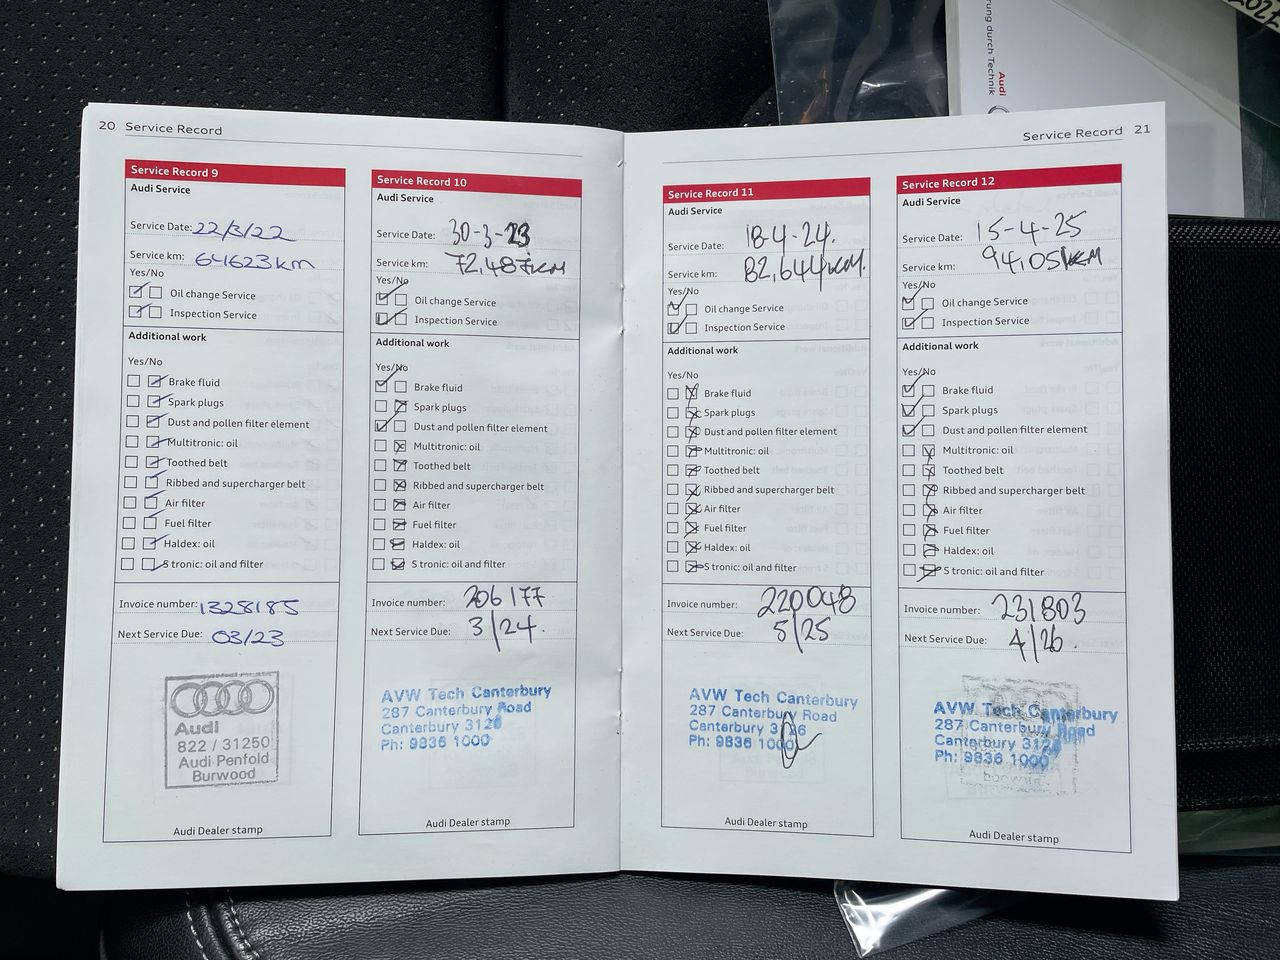 20 Service Record
Service Record 9
Audi Service
Service Date: 22/3/22
Service km: 64623km
Yes/No
Oil change Service
Inspection Service
Additional work
Yes/No
Brake fluid
Spark plugs
Dust and pollen filter element
Multitronic: oil
Toothed belt
Ribbed and supercharger belt
Air filter
Fuel filter
Haldex: oil
S tronic: oil and filter
Invoice number: 1328185
Next Service Due: 03/23
Audi
822 / 31250
Audi Penfold
Burwood
Audi Dealer stamp
Service Record 10
Audi Service
Service Date: 30-3-23
Service km: 72,487km
Yes/No
Oil change Service
Inspection Service
Additional work
Yes/No
Brake fluid
Spark plugs
Dust and pollen filter element
Multitronic: oil
Toothed belt
Ribbed and supercharger belt
Air filter
Fuel filter
Haldex: oil
S tronic: oil and filter
Invoice number: 206177
Next Service Due: 3/24.
AVW Tech Canterbury
287 Canterbury Road
Canterbury 3126
Ph: 9836 1000
Audi Dealer stamp
Service Record 21
Service Record 11
Audi Service
Service Date: 18-4-24.
Service km: 82,644km.
Yes/No
Oil change Service
Inspection Service
Additional work
Yes/No
Brake fluid
Spark plugs
Dust and pollen filter element
Multitronic: oil
Toothed belt
Ribbed and supercharger belt
Air filter
Fuel filter
Haldex: oil
S tronic: oil and filter
Invoice number: 220048
Next Service Due: 5/25
AVW Tech Canterbury
287 Canterbury Road
Canterbury 3126
Ph: 9836 1000
Audi Dealer stamp
Service Record 12
Audi Service
Service Date: 15-4-25
Service km: 94,051km
Yes/No
Oil change Service
Inspection Service
Additional work
Yes/No
Brake fluid
Spark plugs
Dust and pollen filter element
Multitronic: oil
Toothed belt
Ribbed and supercharger belt
Air filter
Fuel filter
Haldex: oil
S tronic: oil and filter
Invoice number: 231803
Next Service Due: 4/26.
AVW Tech Canterbury
287 Canterbury Road
Canterbury 3126
Ph: 9836 1000
Audi Dealer stamp
Audi
durch Technik